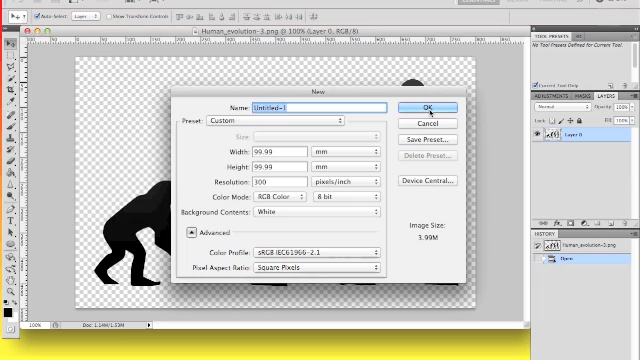 Auto-Select: Layer Show Transform Controls
Human_evolution-3.png @ 100% (Layer 0, RGB/8)
TOOL PRESETS
No Tool Presets Defined for Current Tool.
Current Tool Only
New
Name: Untitled-1
OK
Preset: Custom
Cancel
Size:
Save Preset...
Width: 99.99 mm
Delete Preset...
Height: 99.99 mm
Resolution: 300 pixels/inch
Device Central...
Color Mode: RGB Color 8 bit
Background Contents: White
Image Size:
3.99M
Advanced
Color Profile: sRGB IEC61966-2.1
Pixel Aspect Ratio: Square Pixels
ADJUSTMENTS MASKS LAYERS
Normal Opacity: 100%
Lock: Fill: 100%
Layer 0
HISTORY
Human_evolution-3.png
Open
100% Doc: 1.14M/1.53M